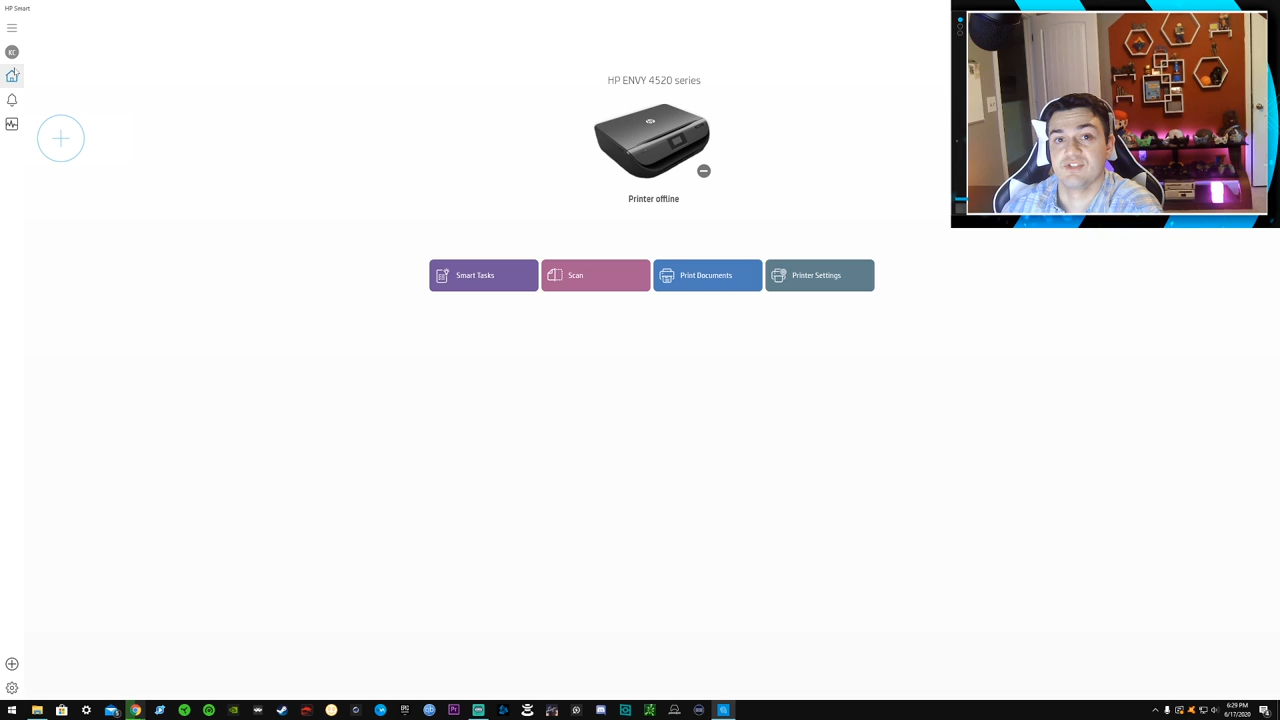 HP Smart
KC
HP ENVY 4520 series
Printer offline
Smart Tasks
Scan
Print Documents
Printer Settings
6:29 PM
6/17/2020